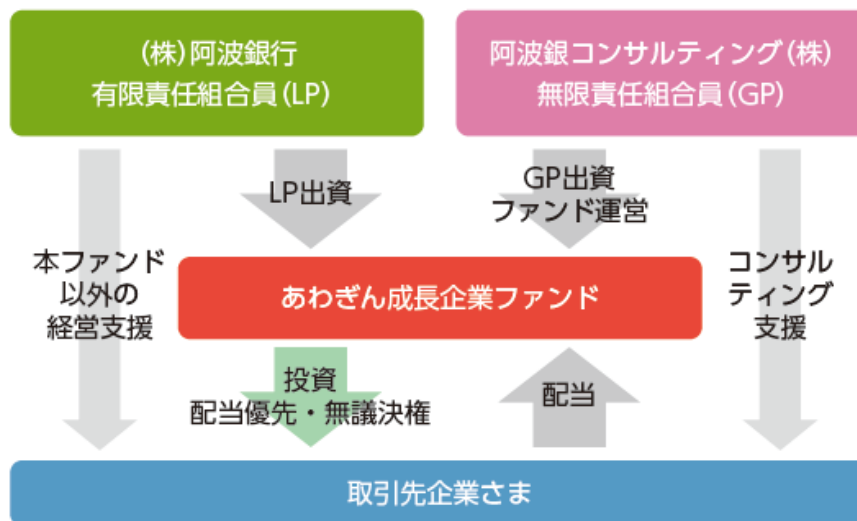 (株)阿波銀行
有限責任組合員(LP)
阿波銀コンサルティング(株)
無限責任組合員(GP)
LP出資
GP出資
ファンド運営
本ファンド
以外の
経営支援
あわぎん成長企業ファンド
コンサル
ティング
支援
投資
配当優先・無議決権
配当
取引先企業さま